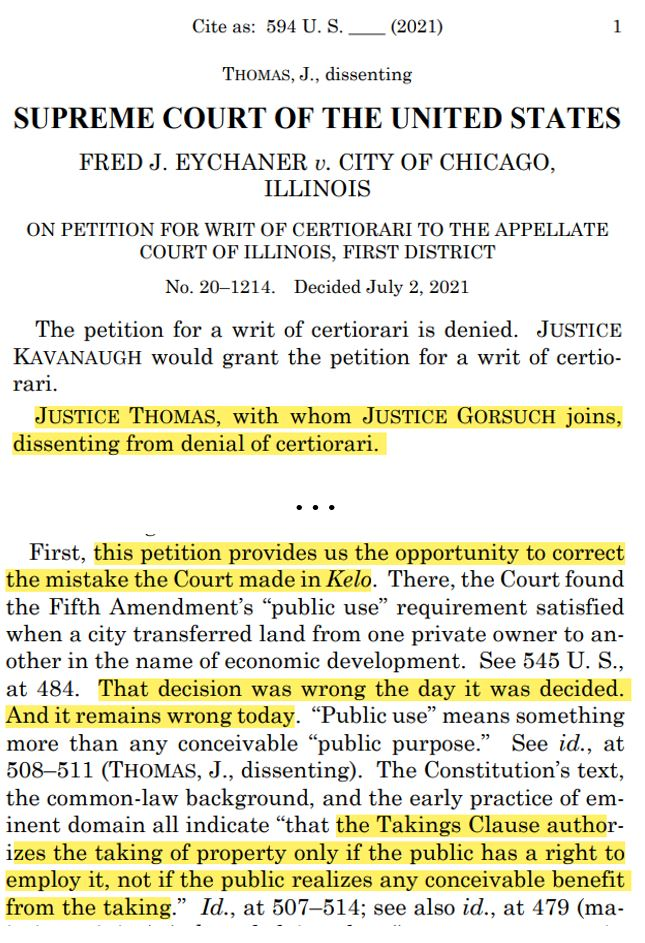 Cite as: 594 U. S. ____ (2021) 1
THOMAS, J., dissenting
SUPREME COURT OF THE UNITED STATES
FRED J. EYCHANER v. CITY OF CHICAGO,
ILLINOIS
ON PETITION FOR WRIT OF CERTIORARI TO THE APPELLATE
COURT OF ILLINOIS, FIRST DISTRICT
No. 20–1214. Decided July 2, 2021
The petition for a writ of certiorari is denied. JUSTICE
KAVANAUGH would grant the petition for a writ of certio-
rari.
JUSTICE THOMAS, with whom JUSTICE GORSUCH joins,
dissenting from denial of certiorari.
• • •
First, this petition provides us the opportunity to correct
the mistake the Court made in Kelo. There, the Court found
the Fifth Amendment’s “public use” requirement satisfied
when a city transferred land from one private owner to an-
other in the name of economic development. See 545 U. S.,
at 484. That decision was wrong the day it was decided.
And it remains wrong today. “Public use” means something
more than any conceivable “public purpose.” See id., at
508–511 (THOMAS, J., dissenting). The Constitution’s text,
the common-law background, and the early practice of em-
inent domain all indicate “that the Takings Clause author-
izes the taking of property only if the public has a right to
employ it, not if the public realizes any conceivable benefit
from the taking.” Id., at 507–514; see also id., at 479 (ma-